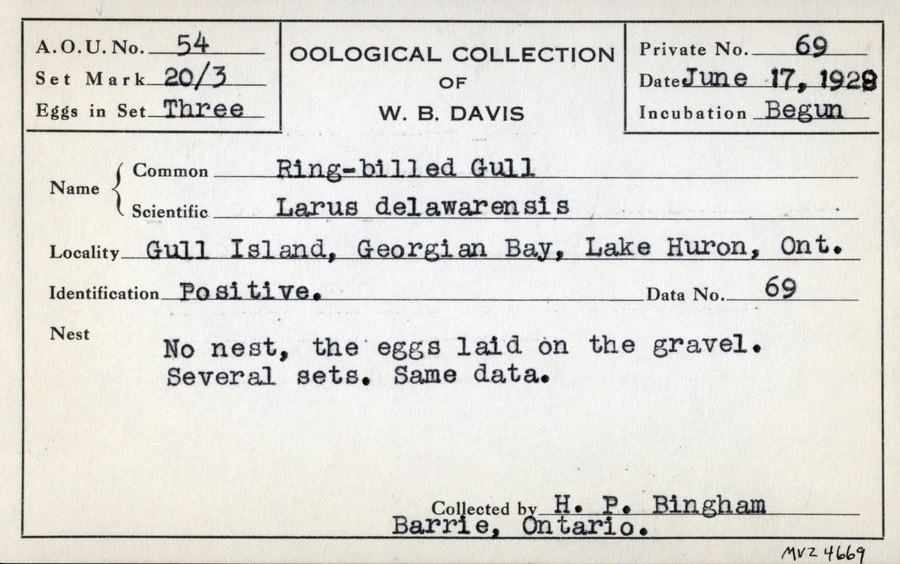 A.O.U. No. 54
Set Mark 20/3
Eggs in Set Three
OOLOGICAL COLLECTION
OF
W. B. DAVIS
Private No. 69
Date June 17, 1928
Incubation Begun
Name { Common Ring-billed Gull
Scientific Larus delawarensis
Locality Gull Island, Georgian Bay, Lake Huron, Ont.
Identification Positive. Data No. 69
Nest
No nest, the eggs laid on the gravel.
Several sets. Same data.
Collected by H. P. Bingham
Barrie, Ontario.
MVZ 4669